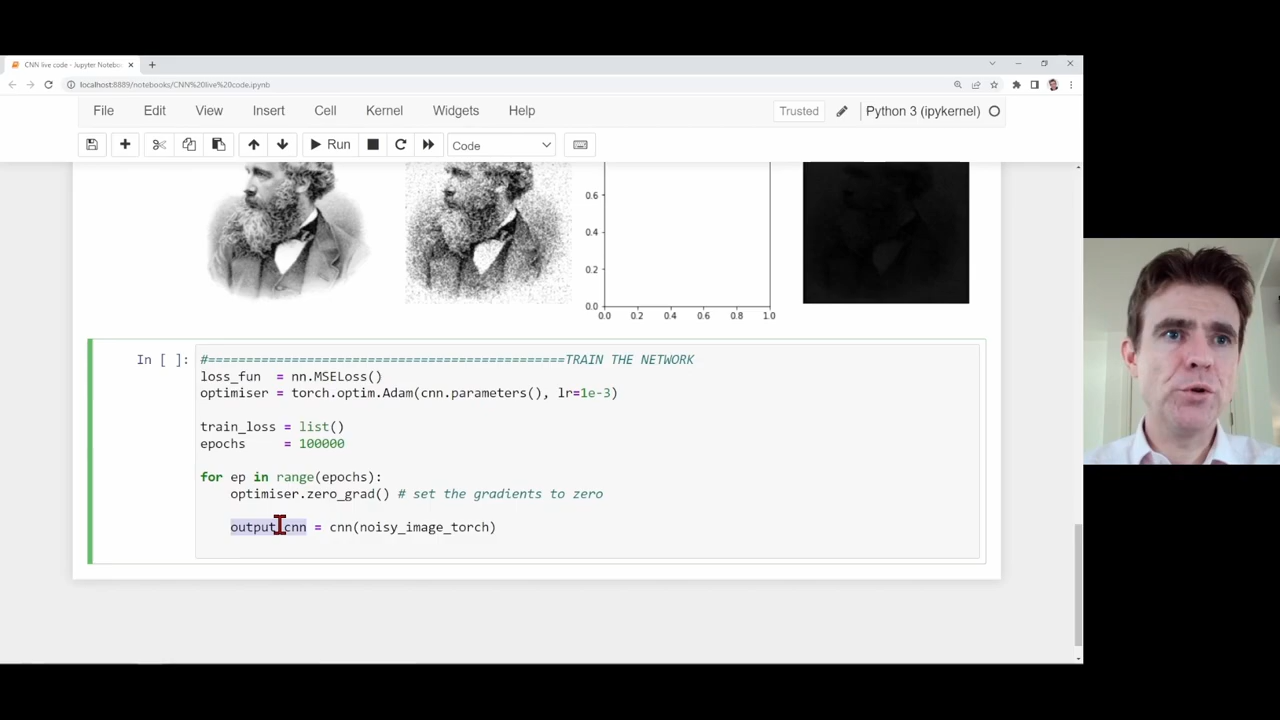 CNN live code - Jupyter Notebo
localhost:8889/notebooks/CNN%20live%20code.ipynb
File Edit View Insert Cell Kernel Widgets Help Trusted Python 3 (ipykernel)
Run Code
0.6
0.4
0.2
0.0
0.0 0.2 0.4 0.6 0.8 1.0
In [ ]: #===============================================TRAIN THE NETWORK
loss_fun = nn.MSELoss()
optimiser = torch.optim.Adam(cnn.parameters(), lr=1e-3)
train_loss = list()
epochs = 100000
for ep in range(epochs):
optimiser.zero_grad() # set the gradients to zero
output_cnn = cnn(noisy_image_torch)